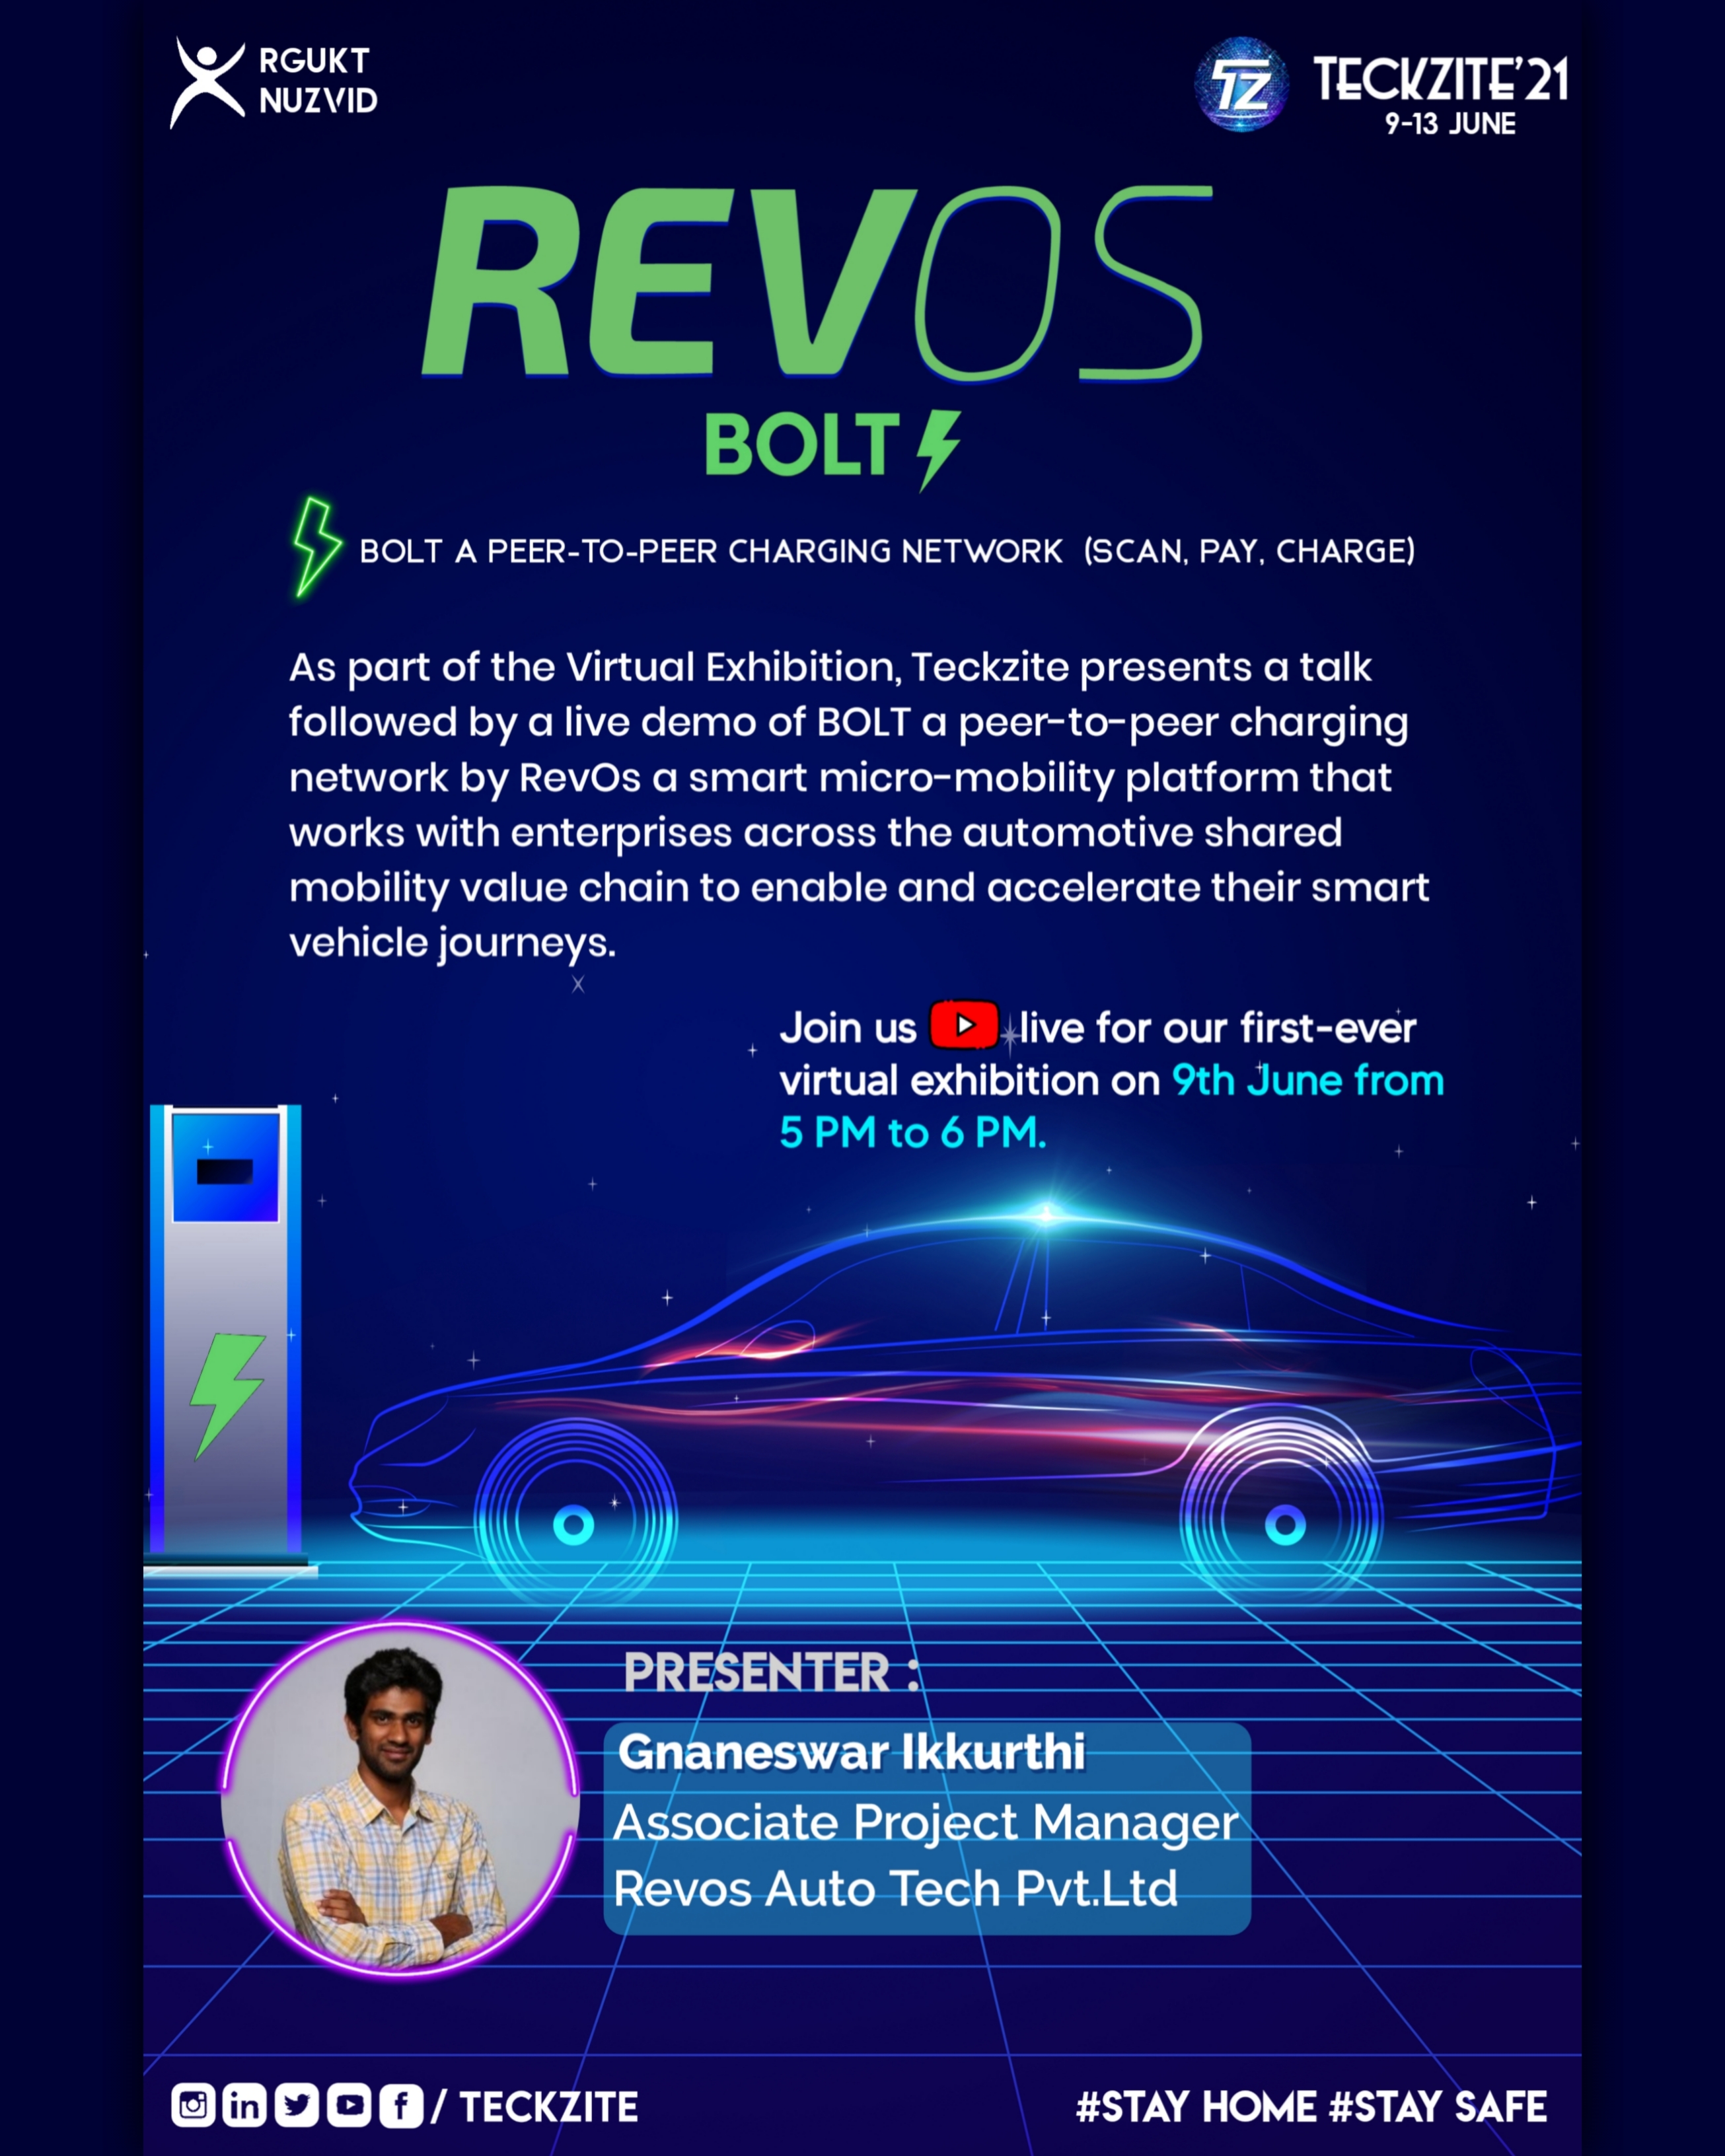 RGUKT
NUZVID
TZ
TECKZITE'21
9-13 JUNE
REVOS
BOLT
BOLT A PEER-TO-PEER CHARGING NETWORK (SCAN, PAY, CHARGE)
As part of the Virtual Exhibition, Teckzite presents a talk
followed by a live demo of BOLT a peer-to-peer charging
network by RevOs a smart micro-mobility platform that
works with enterprises across the automotive shared
mobility value chain to enable and accelerate their smart
vehicle journeys.
Join us live for our first-ever
virtual exhibition on 9th June from
5 PM to 6 PM.
PRESENTER :
Gnaneswar Ikkurthi
Associate Project Manager
Revos Auto Tech Pvt.Ltd
/ TECKZITE
#STAY HOME #STAY SAFE